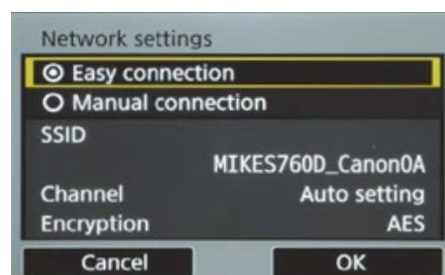 Network settings
Easy connection
Manual connection
SSID
MIKES760D_Canon0A
Channel Auto setting
Encryption AES
Cancel OK